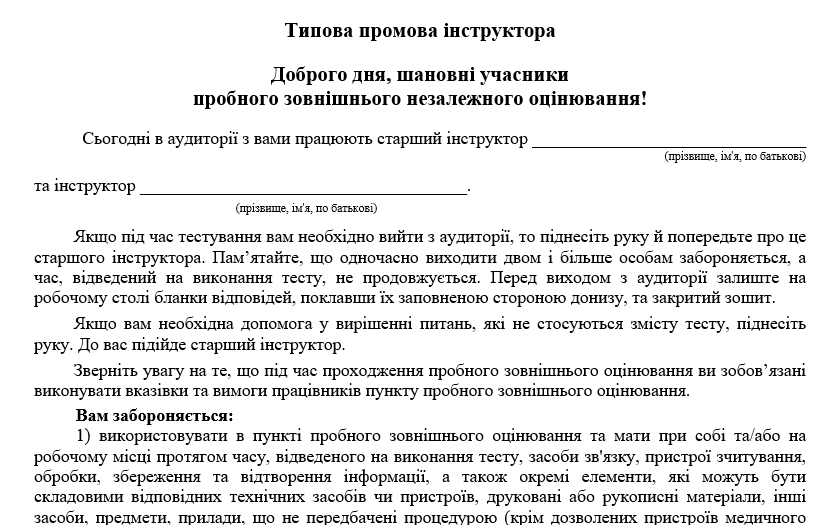 Типова промова інструктора
Доброго дня, шановні учасники
пробного зовнішнього незалежного оцінювання!
Сьогодні в аудиторії з вами працюють старший інструктор _______________________________
(прізвище, ім'я, по батькові)
та інструктор _____________________________________.
(прізвище, ім'я, по батькові)
Якщо під час тестування вам необхідно вийти з аудиторії, то піднесіть руку й попередьте про це
старшого інструктора. Пам’ятайте, що одночасно виходити двом і більше особам забороняється, а
час, відведений на виконання тесту, не продовжується. Перед виходом з аудиторії залиште на
робочому столі бланки відповідей, поклавши їх заповненою стороною донизу, та закритий зошит.
Якщо вам необхідна допомога у вирішенні питань, які не стосуються змісту тесту, піднесіть
руку. До вас підійде старший інструктор.
Зверніть увагу на те, що під час проходження пробного зовнішнього оцінювання ви зобов’язані
виконувати вказівки та вимоги працівників пункту пробного зовнішнього оцінювання.
Вам забороняється:
1) використовувати в пункті пробного зовнішнього оцінювання та мати при собі та/або на
робочому місці протягом часу, відведеного на виконання тесту, засоби зв'язку, пристрої зчитування,
обробки, збереження та відтворення інформації, а також окремі елементи, які можуть бути
складовими відповідних технічних засобів чи пристроїв, друковані або рукописні матеріали, інші
засоби, предмети, прилади, що не передбачені процедурою (крім дозволених пристроїв медичного